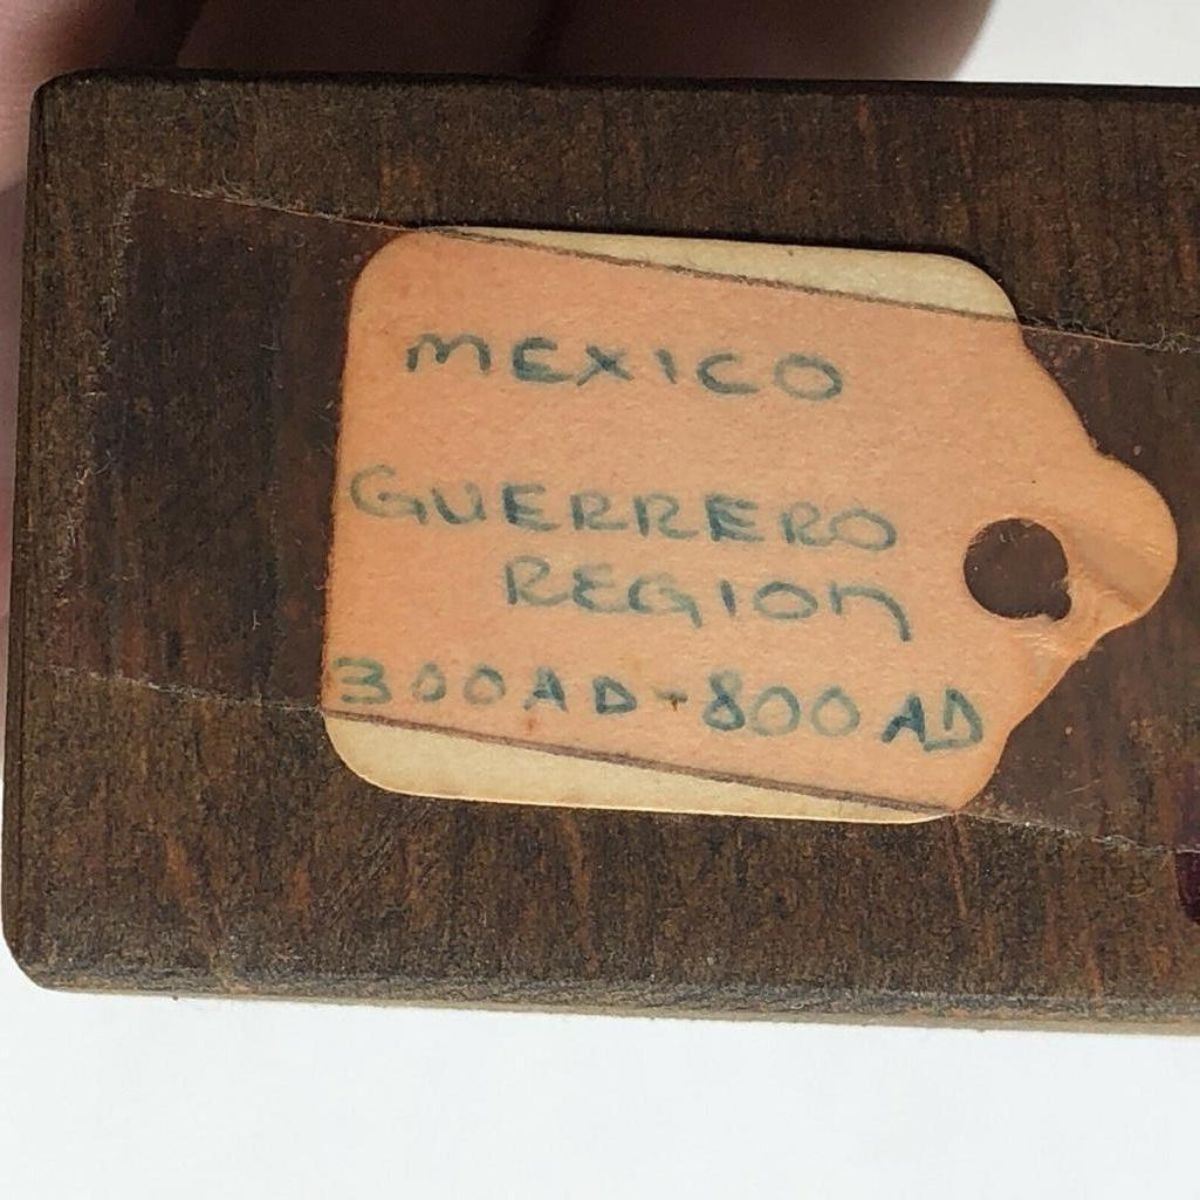 MEXICO
GUERRERO
REGION
300AD-800AD